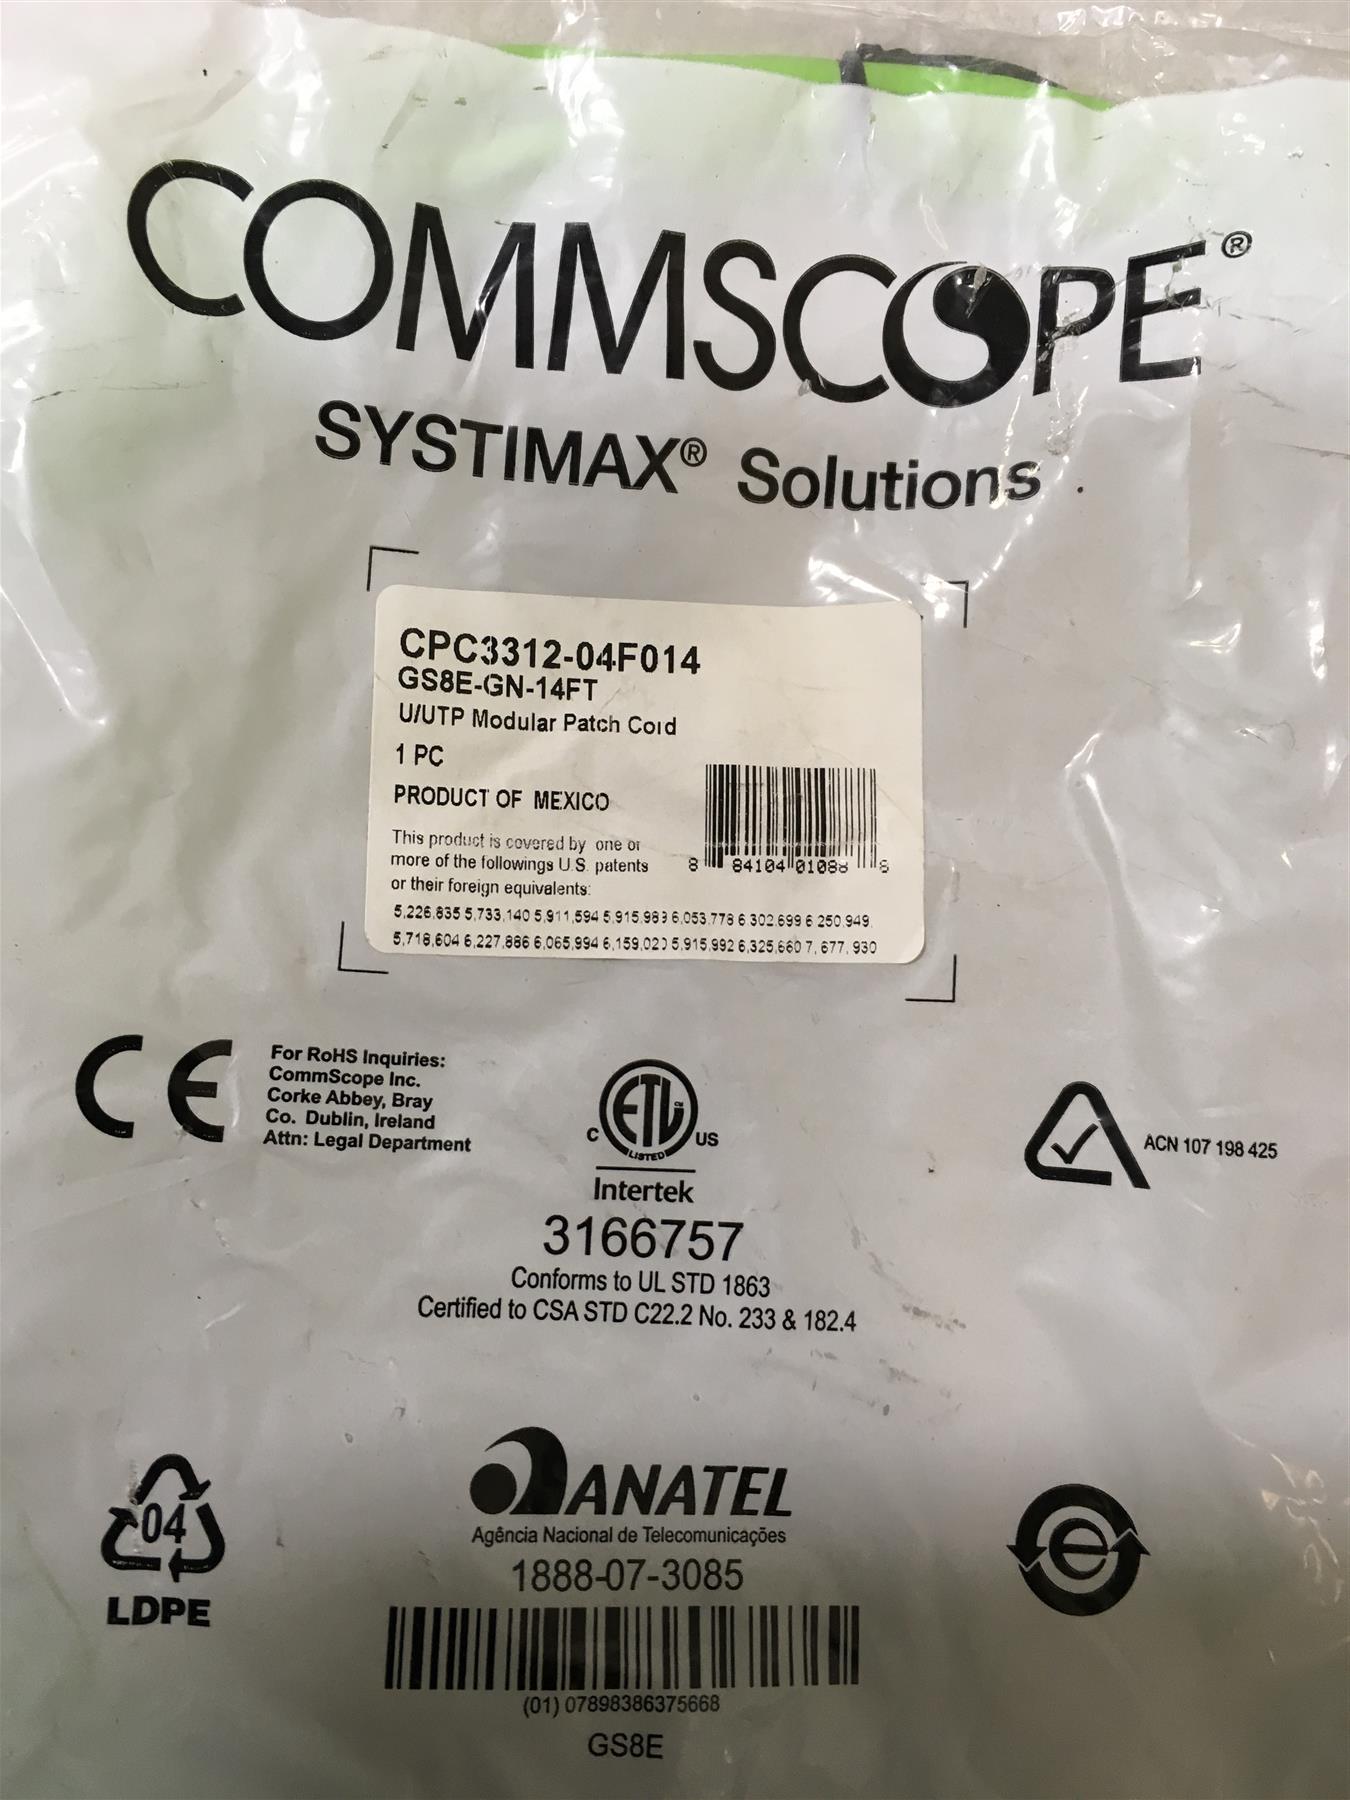 COMMSCOPE®
SYSTIMAX® Solutions
CPC3312-04F014
GS8E-GN-14FT
U/UTP Modular Patch Cord
1 PC
PRODUCT OF MEXICO
This product is covered by one or
more of the followings U.S. patents
or their foreign equivalents:
5,226,835 5,733,140 5,911,594 5,915,989 6,053,778 6 302,699 6 250,949,
5,718,604 6,227,886 6,065,994 6,159,020 5,915,992 6,325,660 7, 677, 930
8 84104 01088 8
CE
For RoHS Inquiries:
CommScope Inc.
Corke Abbey, Bray
Co. Dublin, Ireland
Attn: Legal Department
ETL CM
LISTED
C US
Intertek
3166757
Conforms to UL STD 1863
Certified to CSA STD C22.2 No. 233 & 182.4
ACN 107 198 425
04
LDPE
ANATEL
Agência Nacional de Telecomunicações
1888-07-3085
(01) 07898386375668
GS8E
e